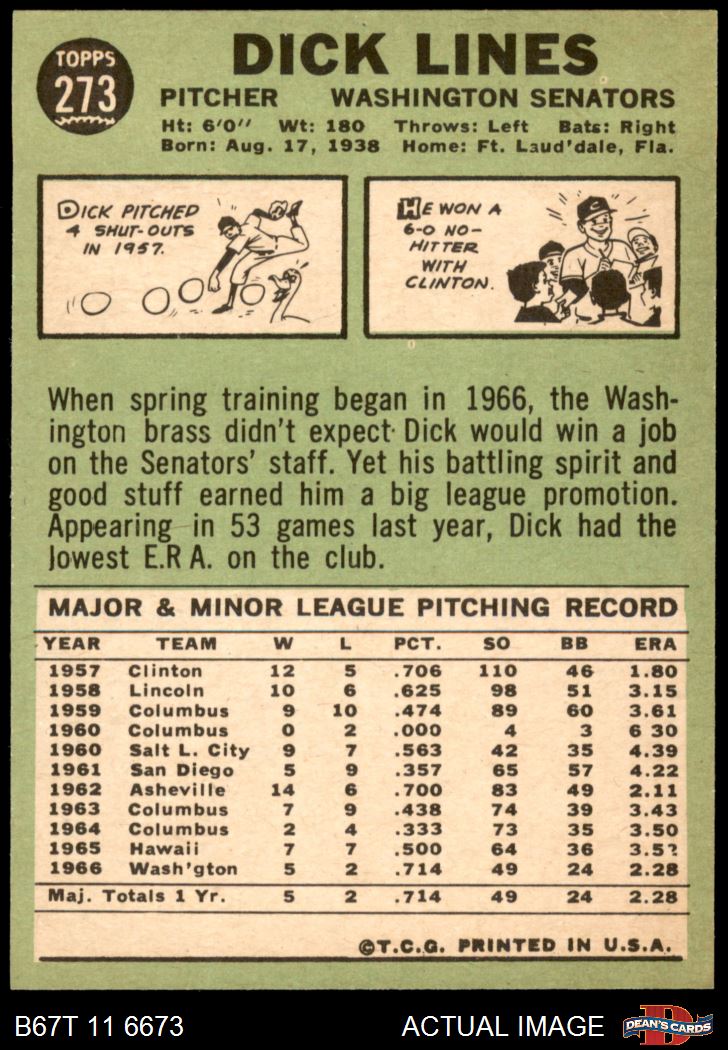 TOPPS
273
DICK LINES
PITCHER WASHINGTON SENATORS
Ht: 6'0" Wt: 180 Throws: Left Bats: Right
Born: Aug. 17, 1938 Home: Ft. Laud'dale, Fla.
DICK PITCHED
4 SHUT-OUTS
IN 1957.
HE WON A
6-0 NO-
HITTER
WITH
CLINTON.
C
When spring training began in 1966, the Wash-
ington brass didn't expect Dick would win a job
on the Senators' staff. Yet his battling spirit and
good stuff earned him a big league promotion.
Appearing in 53 games last year, Dick had the
lowest E.R A. on the club.
MAJOR & MINOR LEAGUE PITCHING RECORD
YEAR TEAM W L PCT. SO BB ERA
1957 Clinton 12 5 .706 110 46 1.80
1958 Lincoln 10 6 .625 98 51 3.15
1959 Columbus 9 10 .474 89 60 3.61
1960 Columbus 0 2 .000 4 3 6 30
1960 Salt L. City 9 7 .563 42 35 4.39
1961 San Diego 5 9 .357 65 57 4.22
1962 Asheville 14 6 .700 83 49 2.11
1963 Columbus 7 9 .438 74 39 3.43
1964 Columbus 2 4 .333 73 35 3.50
1965 Hawaii 7 7 .500 64 36
1966 Wash'gton 5 2 .714 49 24 2.28
Maj. Totals 1 Yr. 5 2 .714 49 24 2.28
©T.C.G. PRINTED IN U.S.A.
B67T 11 6673 ACTUAL IMAGE
D
DEAN'S CARDS